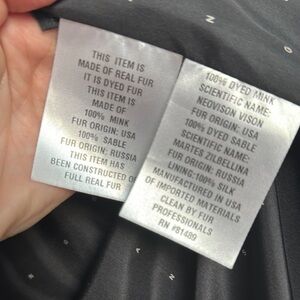 THIS ITEM IS
MADE OF REAL FUR
IT IS DYED FUR
THIS ITEM IS
MADE OF
100% MINK
FUR ORIGIN: USA
100% SABLE
FUR ORIGIN: RUSSIA
THIS ITEM HAS
BEEN CONSTRUCTED OF
FULL REAL FUR
100% DYED MINK
SCIENTIFIC NAME:
NEOVISON VISON
FUR ORIGIN: USA
100% DYED SABLE
SCIENTIFIC NAME:
MARTES ZILBELLINA
FUR ORIGIN: RUSSIA
LINING:100% SILK
MANUFACTURED IN USA
OF IMPORTED MATERIALS
CLEAN BY FUR
PROFESSIONALS
RN #81489